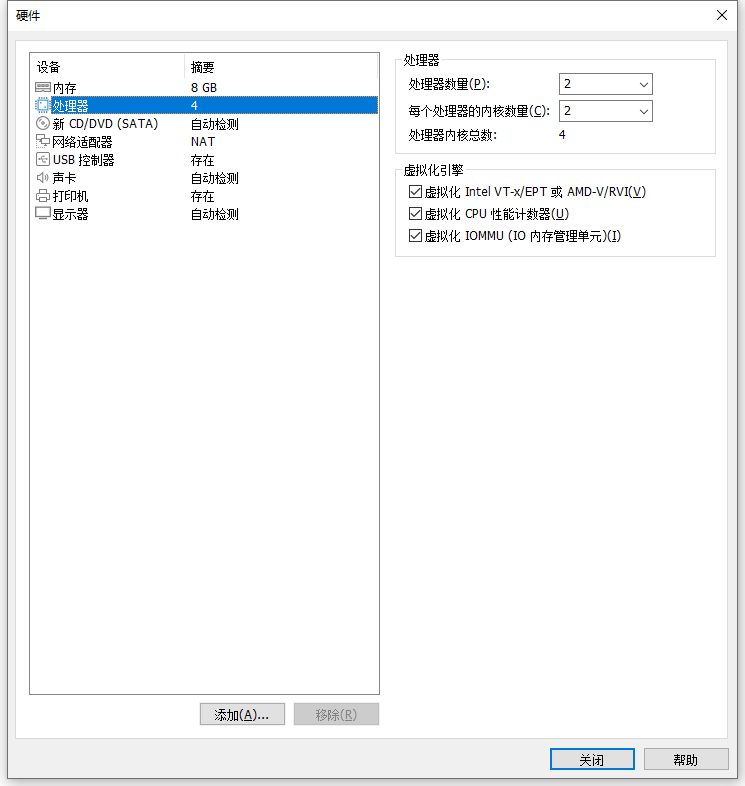 硬件
设备 摘要
内存 8 GB
处理器 4
新 CD/DVD (SATA) 自动检测
网络适配器 NAT
USB 控制器 存在
声卡 自动检测
打印机 存在
显示器 自动检测
添加(A)... 移除(R)
处理器
处理器数量(P): 2
每个处理器的内核数量(C): 2
处理器内核总数: 4
虚拟化引擎
虚拟化 Intel VT-x/EPT 或 AMD-V/RVI(V)
虚拟化 CPU 性能计数器(U)
虚拟化 IOMMU (IO 内存管理单元)(I)
关闭 帮助